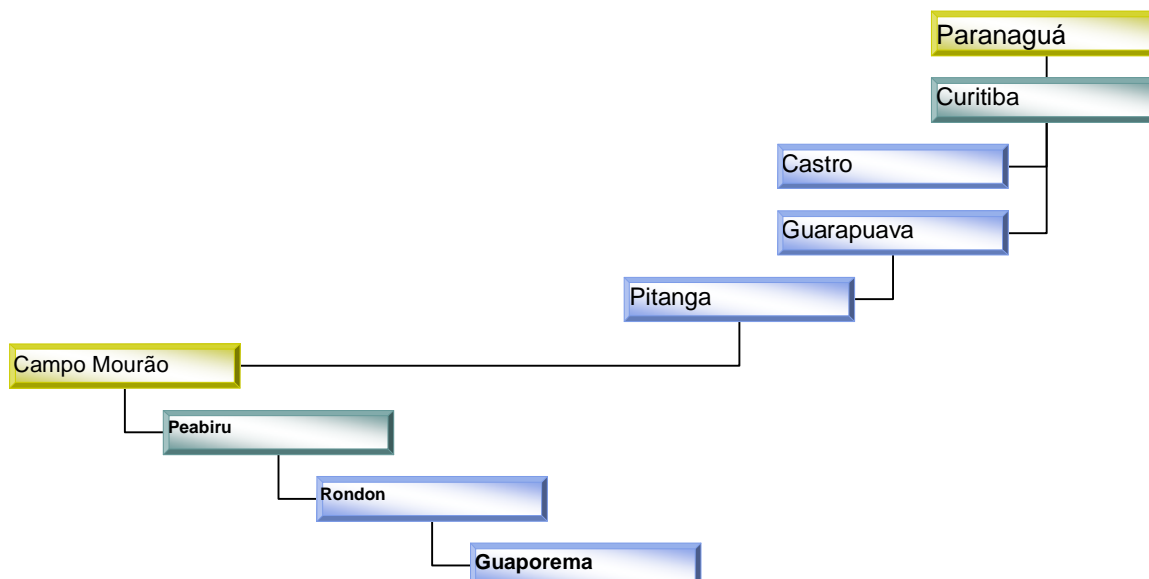 Paranaguá
Curitiba
Castro
Guarapuava
Pitanga
Campo Mourão
Peabiru
Rondon
Guaporema